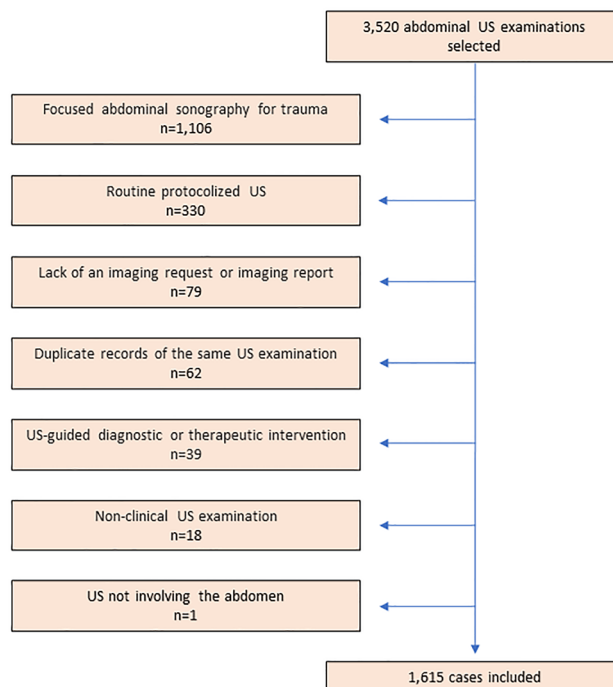 3,520 abdominal US examinations
selected
Focused abdominal sonography for trauma
n=1,106
Routine protocolized US
n=330
Lack of an imaging request or imaging report
n=79
Duplicate records of the same US examination
n=62
US-guided diagnostic or therapeutic intervention
n=39
Non-clinical US examination
n=18
US not involving the abdomen
n=1
1,615 cases included